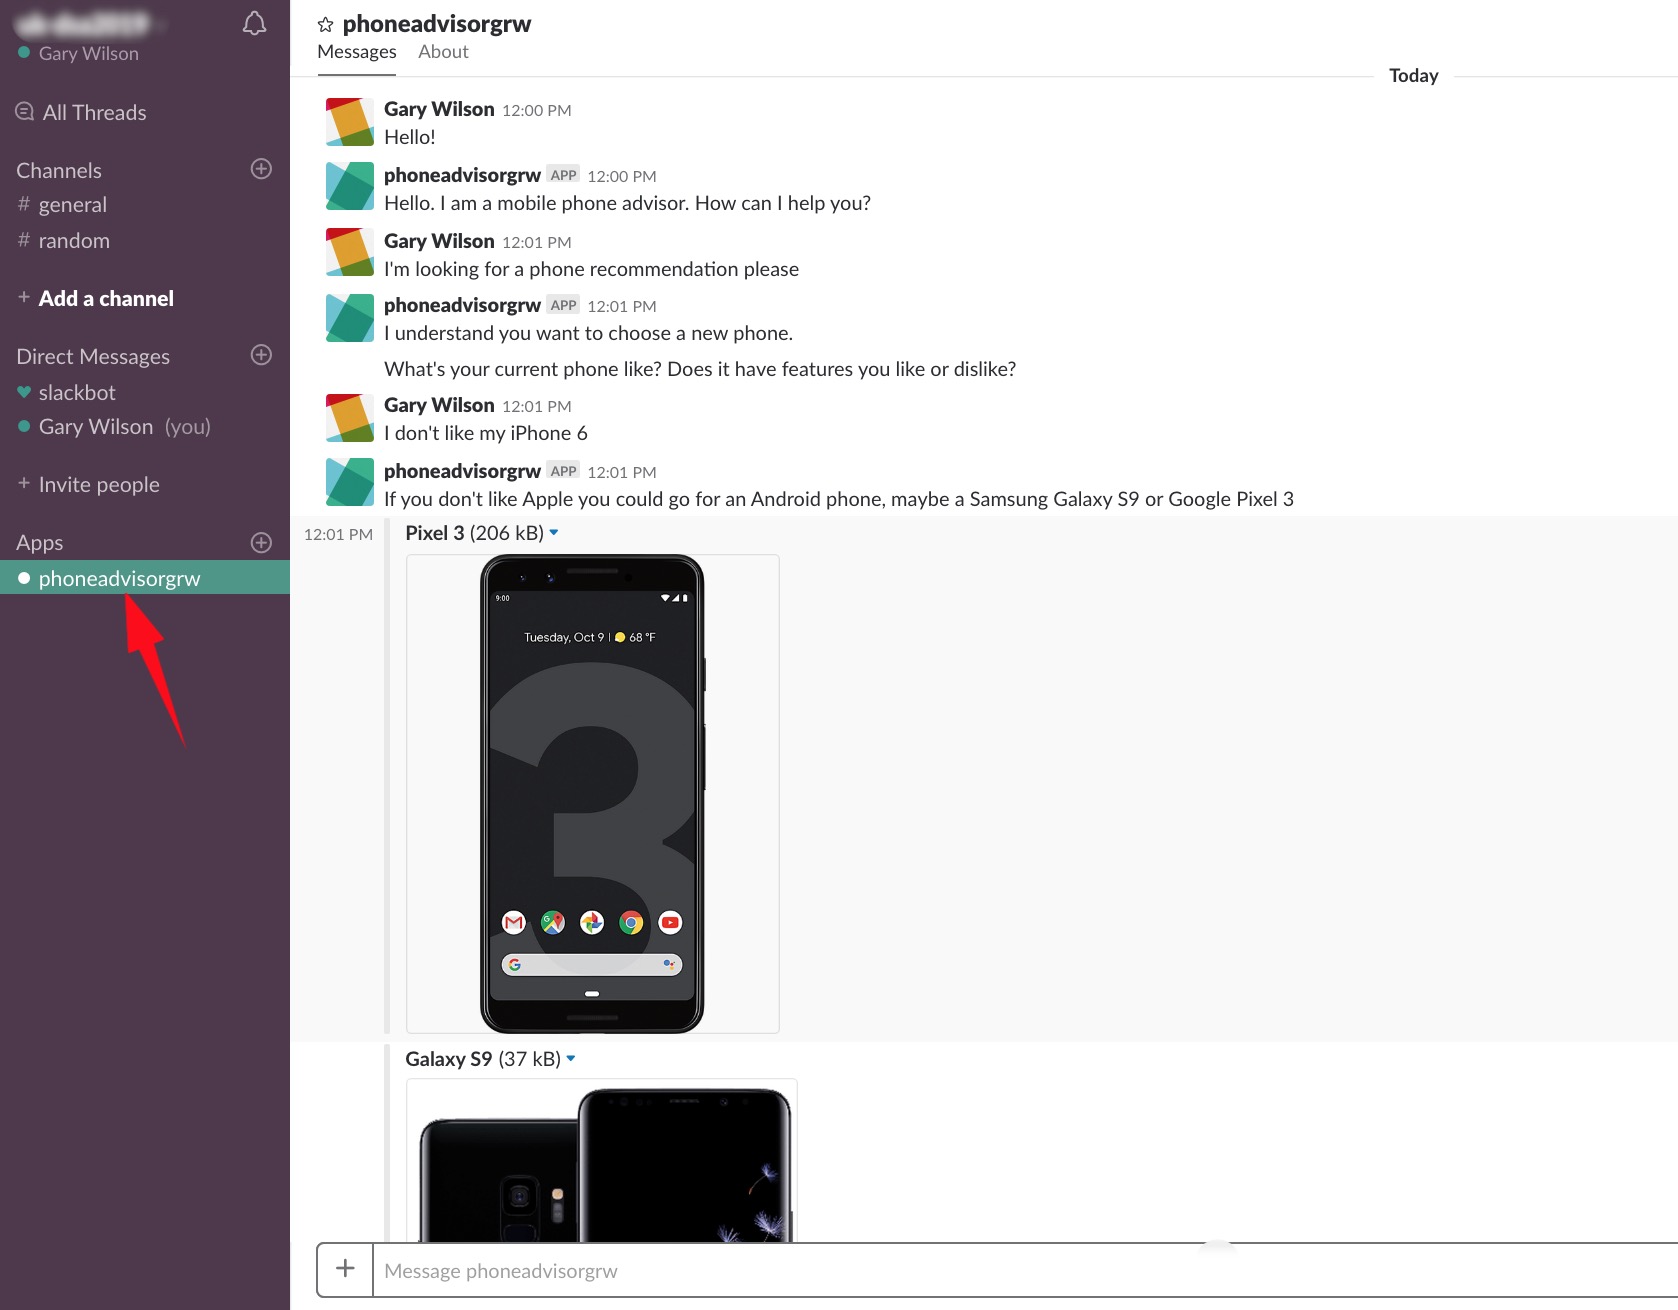 Gary Wilson
All Threads
Channels
# general
# random
+ Add a channel
Direct Messages
slackbot
Gary Wilson (you)
+ Invite people
Apps
phoneadvisorgrw
phoneadvisorgrw
Messages About
Today
Gary Wilson 12:00 PM
Hello!
phoneadvisorgrw APP 12:00 PM
Hello. I am a mobile phone advisor. How can I help you?
Gary Wilson 12:01 PM
I'm looking for a phone recommendation please
phoneadvisorgrw APP 12:01 PM
I understand you want to choose a new phone.
What's your current phone like? Does it have features you like or dislike?
Gary Wilson 12:01 PM
I don't like my iPhone 6
phoneadvisorgrw APP 12:01 PM
If you don't like Apple you could go for an Android phone, maybe a Samsung Galaxy S9 or Google Pixel 3
12:01 PM Pixel 3 (206 kB)
9:00
Tuesday, Oct 9 | 68 °F
3
G
Galaxy S9 (37 kB)
+ Message phoneadvisorgrw